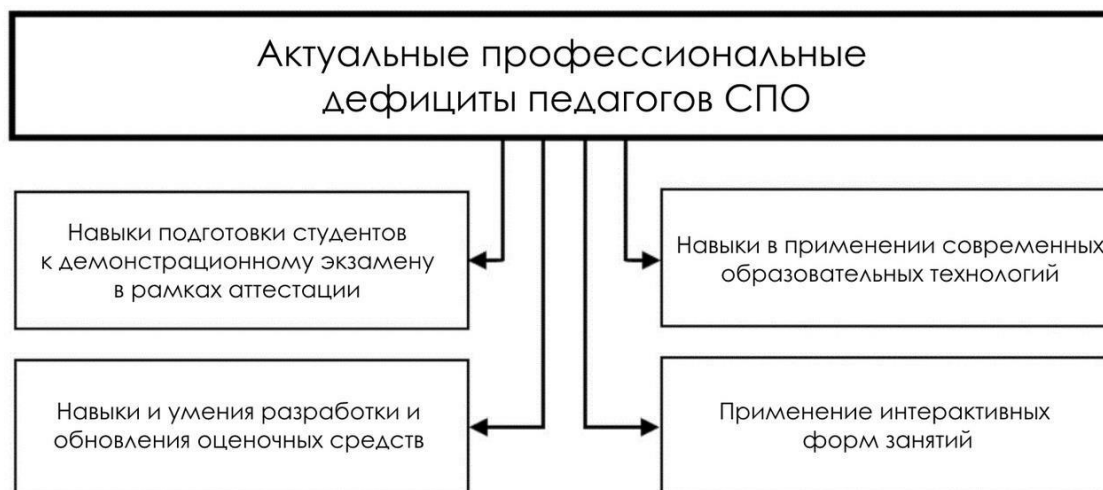 Актуальные профессиональные
дефициты педагогов СПО
Навыки подготовки студентов
к демонстрационному экзамену
в рамках аттестации
Навыки в применении современных
образовательных технологий
Навыки и умения разработки и
обновления оценочных средств
Применение интерактивных
форм занятий